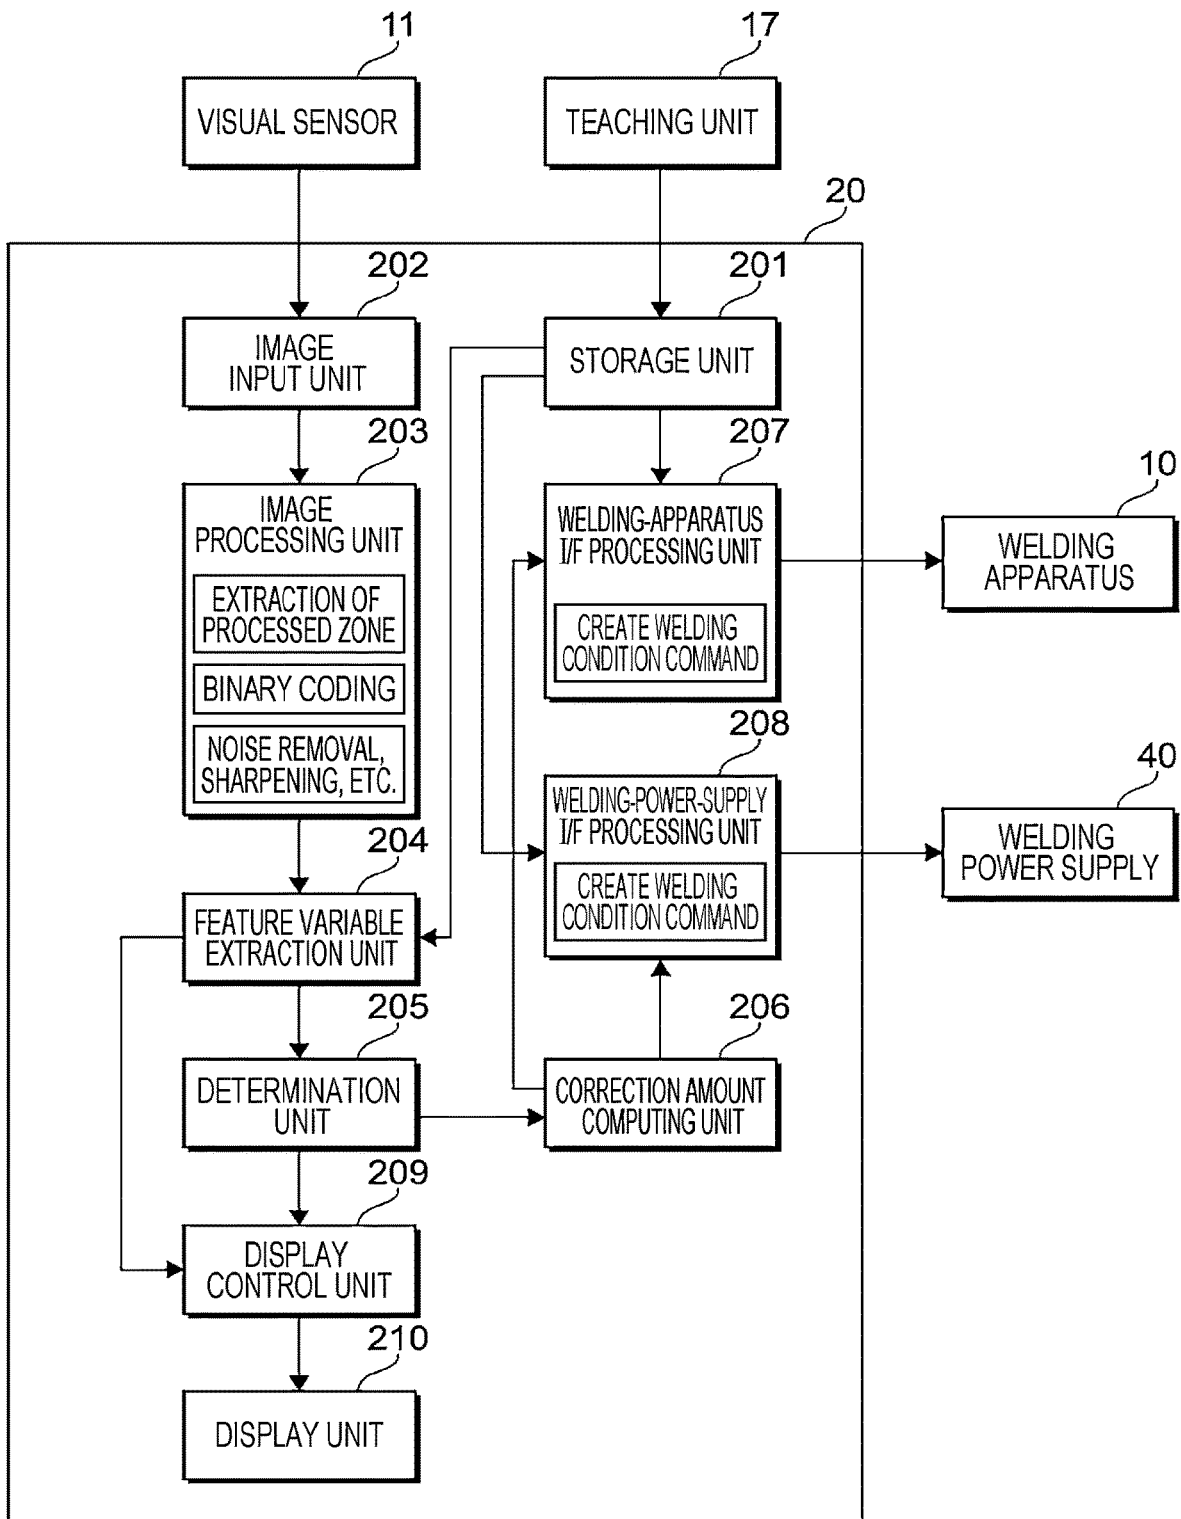 11
VISUAL SENSOR
17
TEACHING UNIT
20
202
IMAGE
INPUT UNIT
201
STORAGE UNIT
203
IMAGE
PROCESSING UNIT
EXTRACTION OF
PROCESSED ZONE
BINARY CODING
NOISE REMOVAL,
SHARPENING, ETC.
207
WELDING-APPARATUS
I/F PROCESSING UNIT
CREATE WELDING
CONDITION COMMAND
10
WELDING
APPARATUS
208
WELDING-POWER-SUPPLY
I/F PROCESSING UNIT
CREATE WELDING
CONDITION COMMAND
40
WELDING
POWER SUPPLY
204
FEATURE VARIABLE
EXTRACTION UNIT
205
DETERMINATION
UNIT
206
CORRECTION AMOUNT
COMPUTING UNIT
209
DISPLAY
CONTROL UNIT
210
DISPLAY UNIT